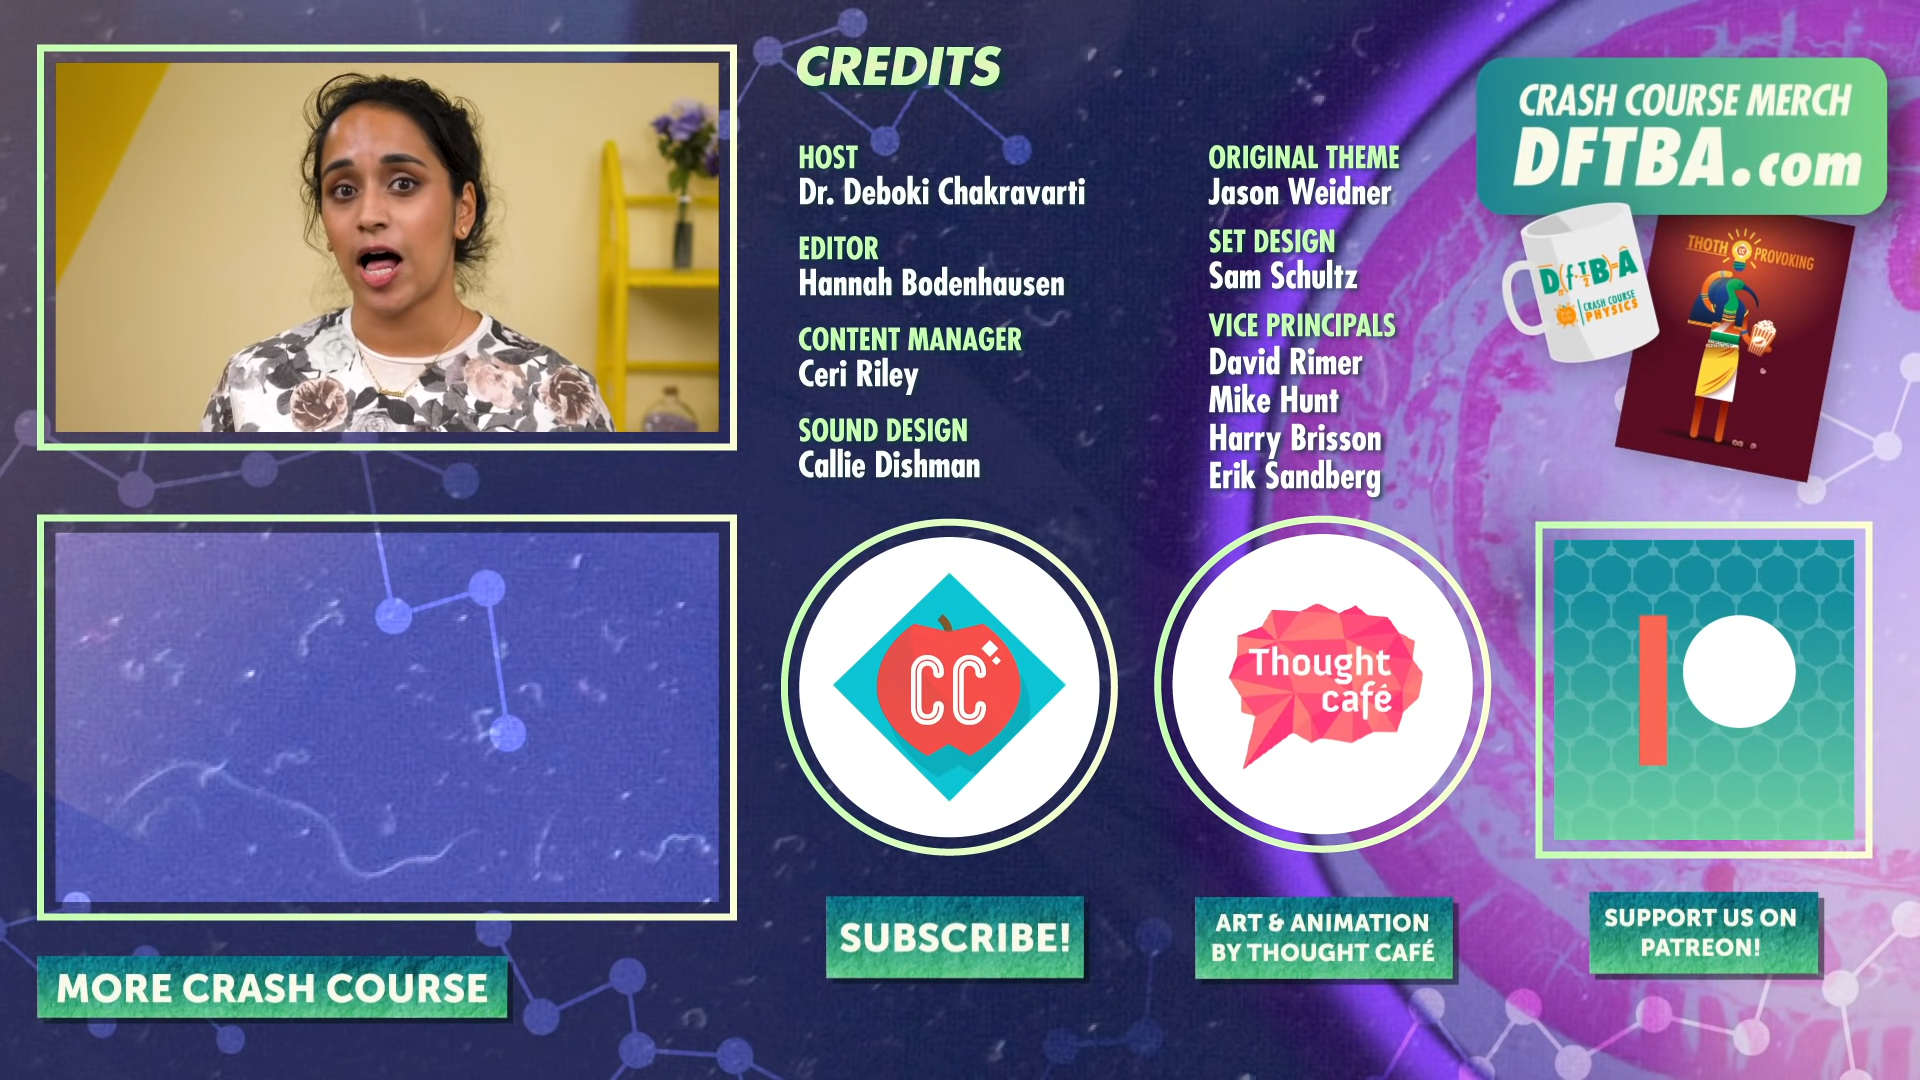 CREDITS
HOST
Dr. Deboki Chakravarti
EDITOR
Hannah Bodenhausen
CONTENT MANAGER
Ceri Riley
SOUND DESIGN
Callie Dishman
ORIGINAL THEME
Jason Weidner
SET DESIGN
Sam Schultz
VICE PRINCIPALS
David Rimer
Mike Hunt
Harry Brisson
Erik Sandberg
CRASH COURSE MERCH
DFTBA.com
CRASH COURSE
PHYSICS
THOTH PROVOKING
CC
Thought
café
MORE CRASH COURSE
SUBSCRIBE!
ART & ANIMATION
BY THOUGHT CAFÉ
SUPPORT US ON
PATREON!